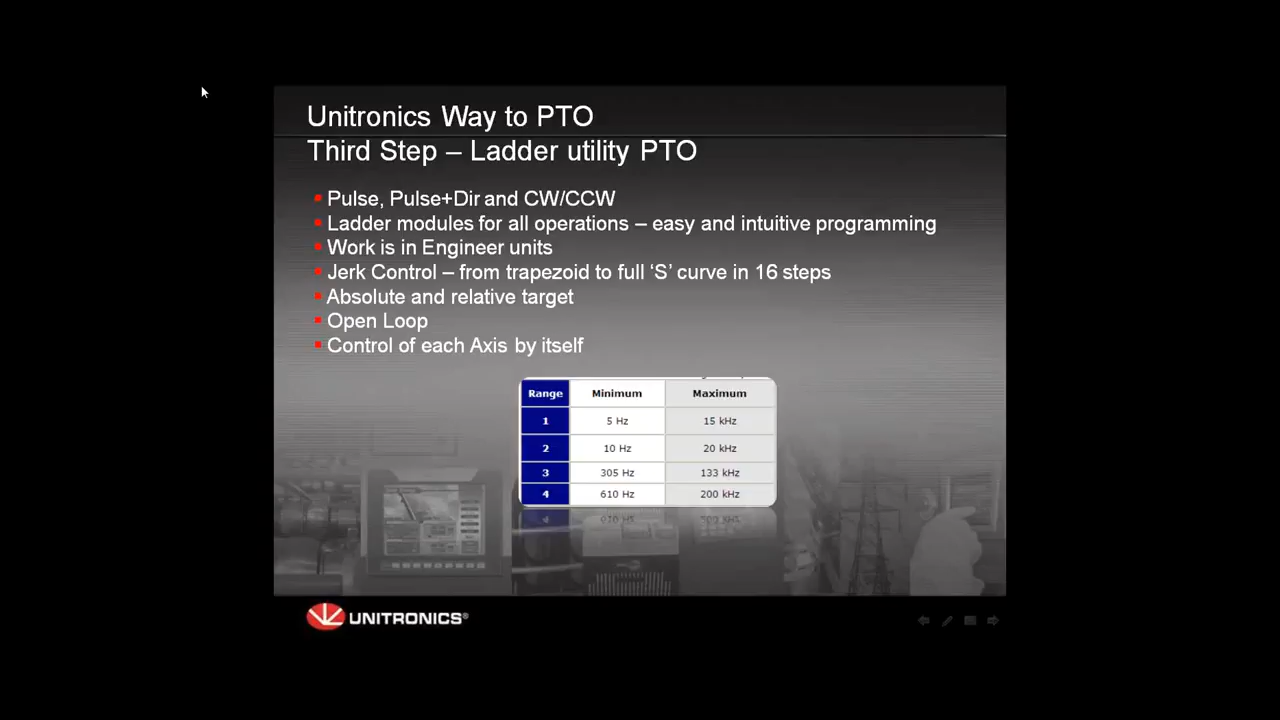 Unitronics Way to PTO
Third Step – Ladder utility PTO
Pulse, Pulse+Dir and CW/CCW
Ladder modules for all operations – easy and intuitive programming
Work is in Engineer units
Jerk Control – from trapezoid to full ‘S’ curve in 16 steps
Absolute and relative target
Open Loop
Control of each Axis by itself
Range Minimum Maximum
1 5 Hz 15 kHz
2 10 Hz 20 kHz
3 305 Hz 133 kHz
4 610 Hz 200 kHz
UNITRONICS®